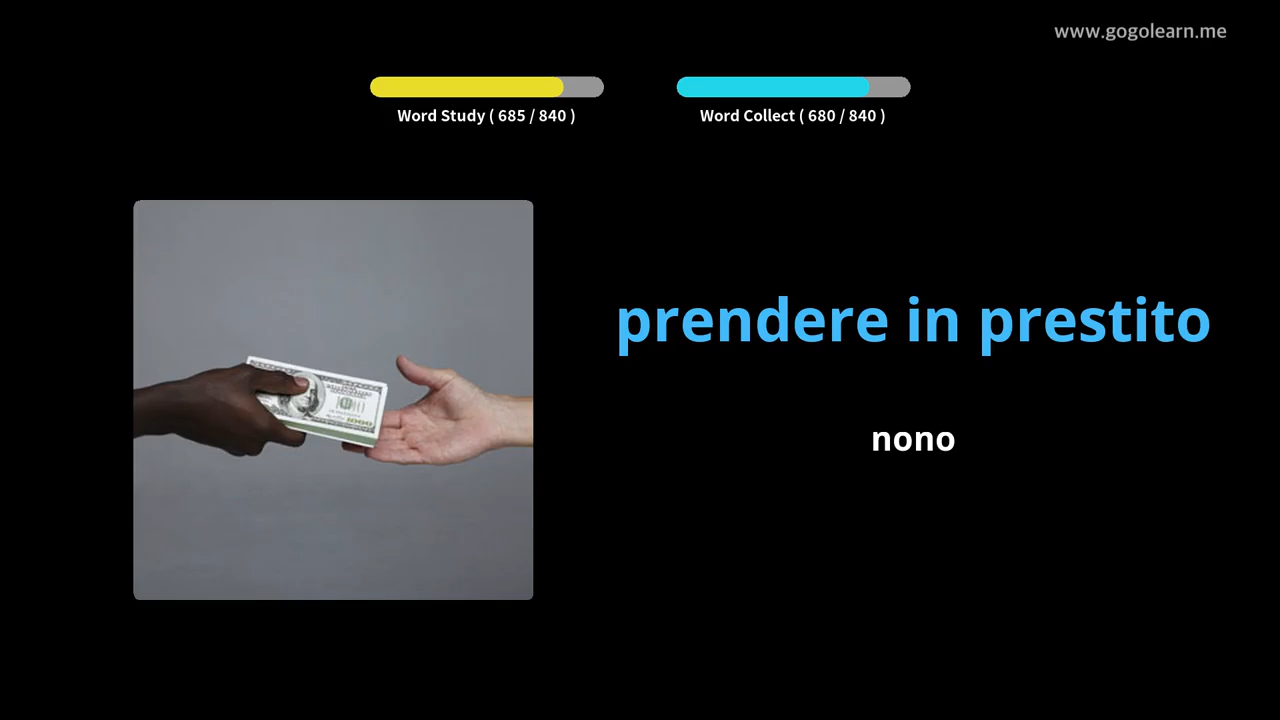 www.gogolearn.me
Word Study ( 685 / 840 )
Word Collect ( 680 / 840 )
prendere in prestito
nono